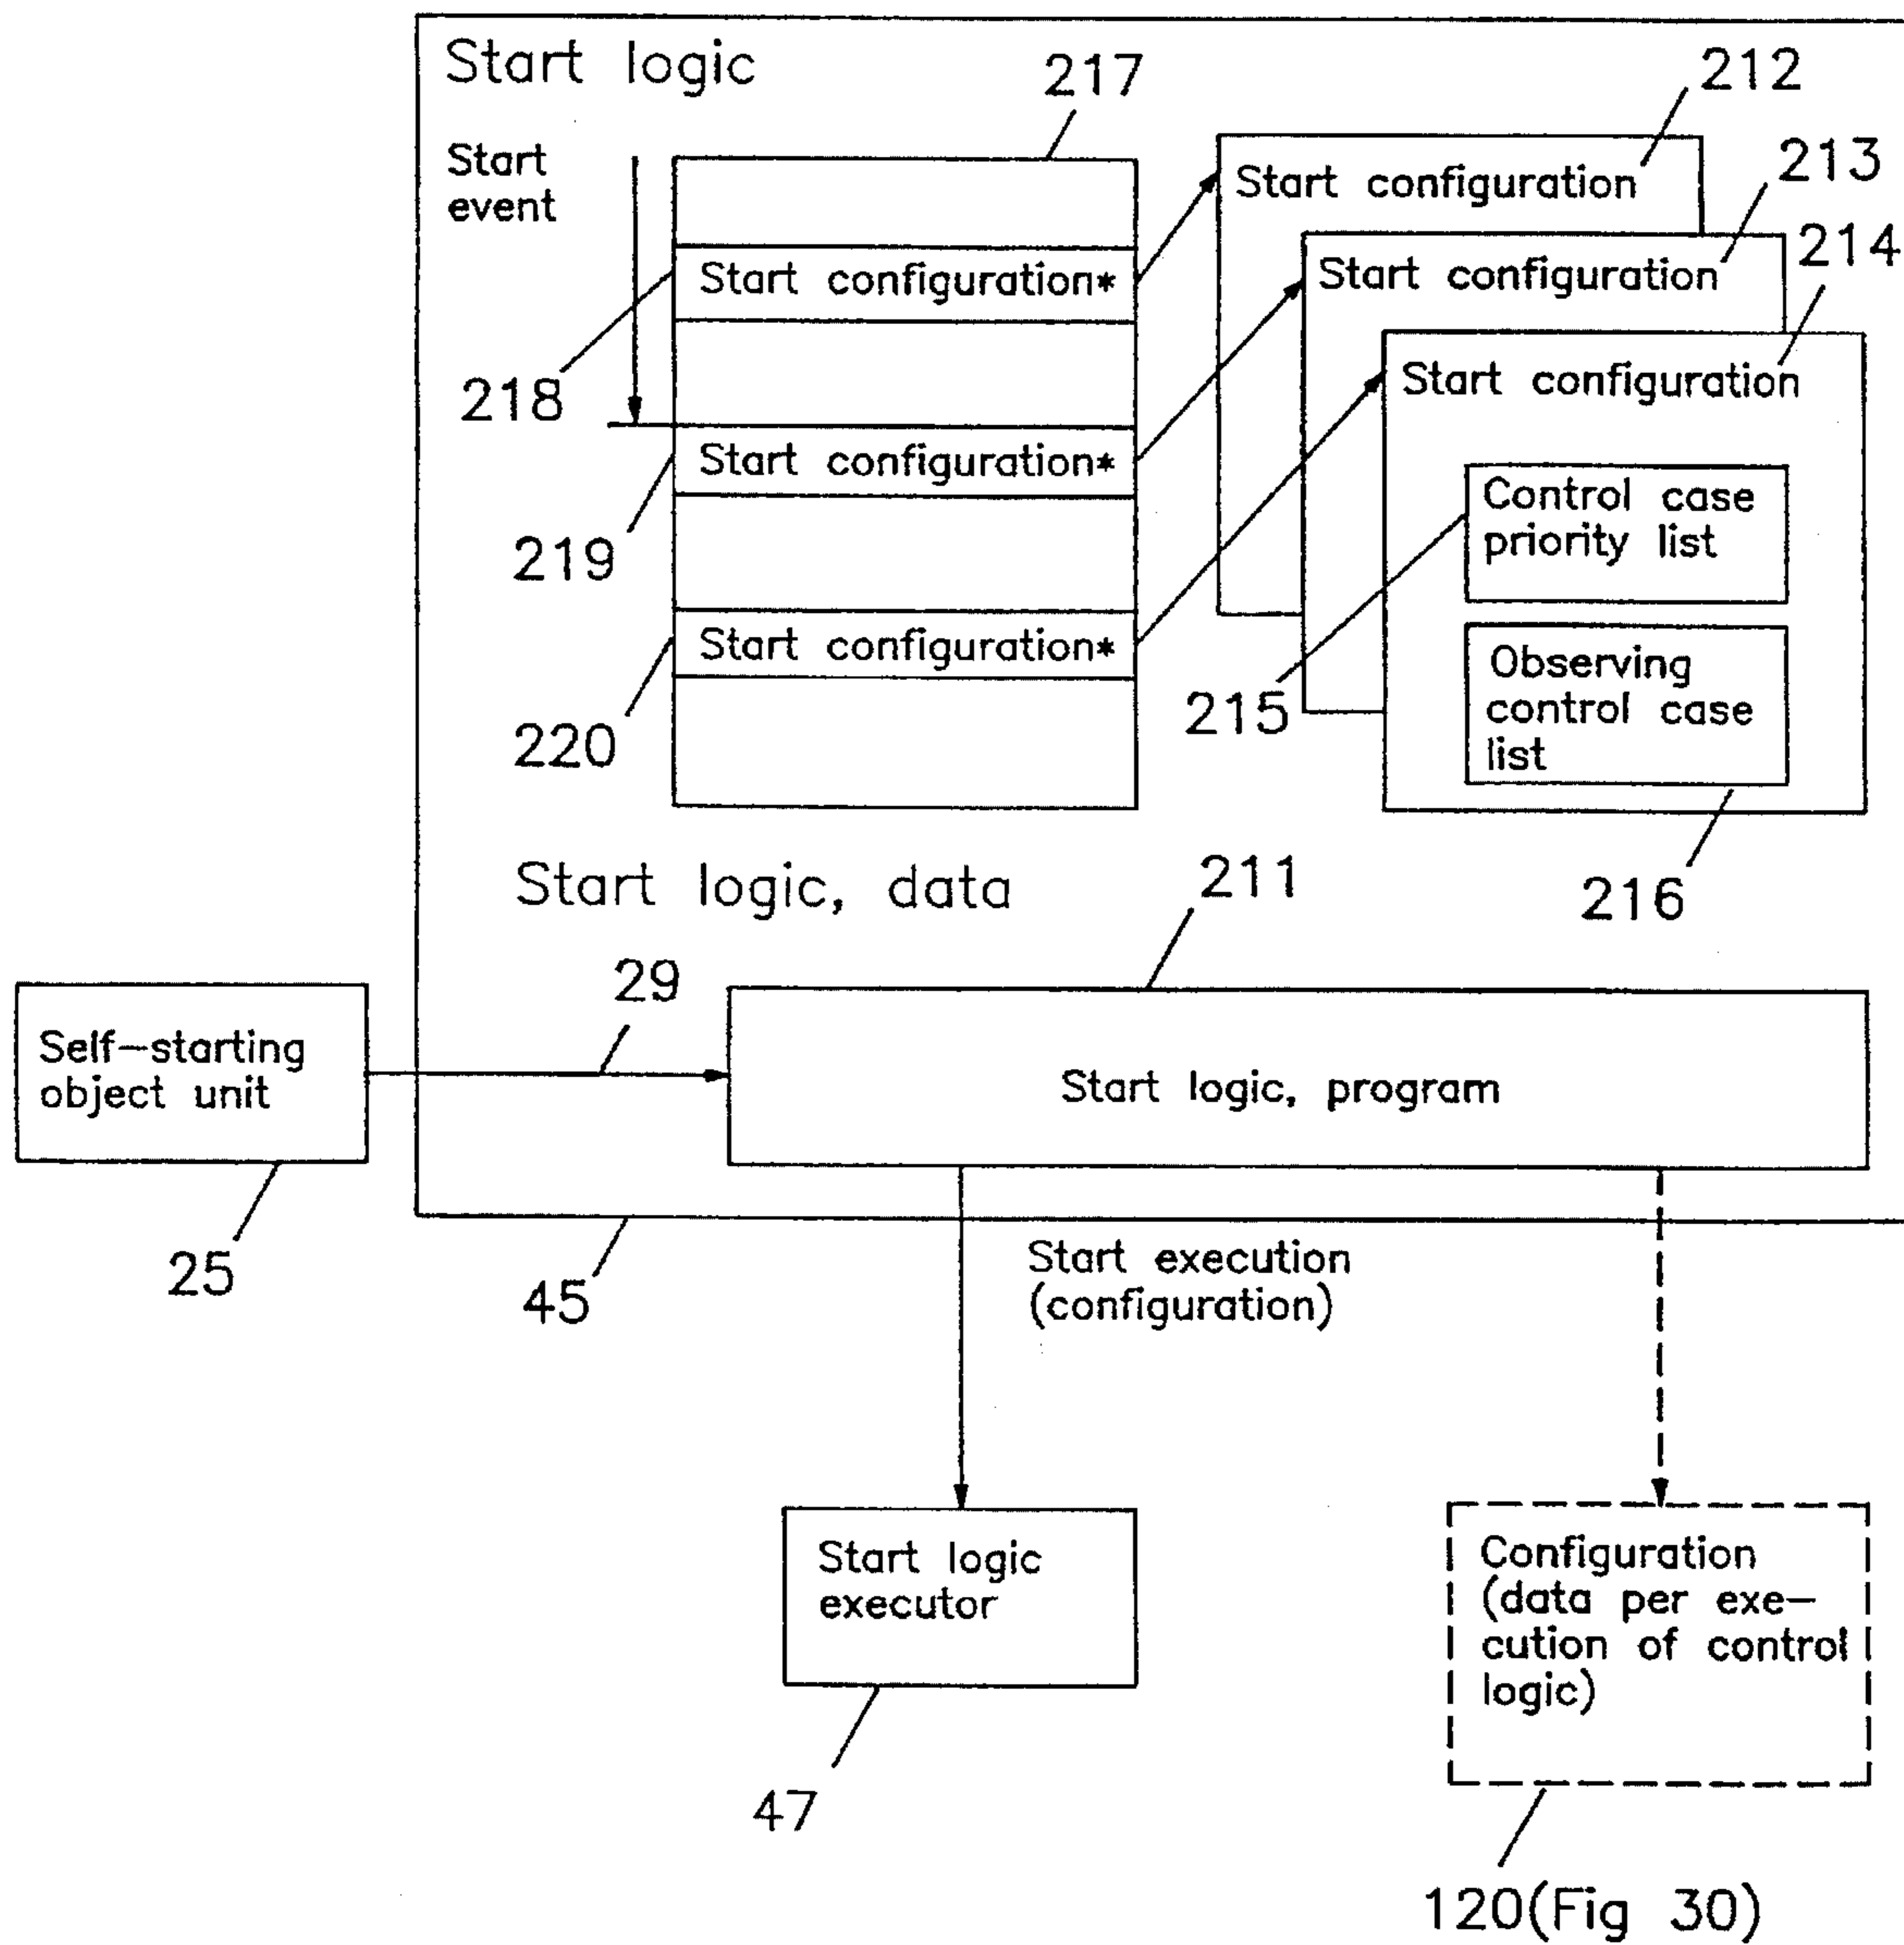 Start logic
217
212
Start
event
Start configuration
213
Start configuration
214
Start configuration*
218
Start configuration
Start configuration*
219
Control case
priority list
Start configuration*
220
215
Observing
control case
list
216
Start logic, data
211
29
Self-starting
object unit
25
Start logic, program
45
Start execution
(configuration)
Start logic
executor
47
Configuration
(data per exe-
cution of control
logic)
120(Fig 30)